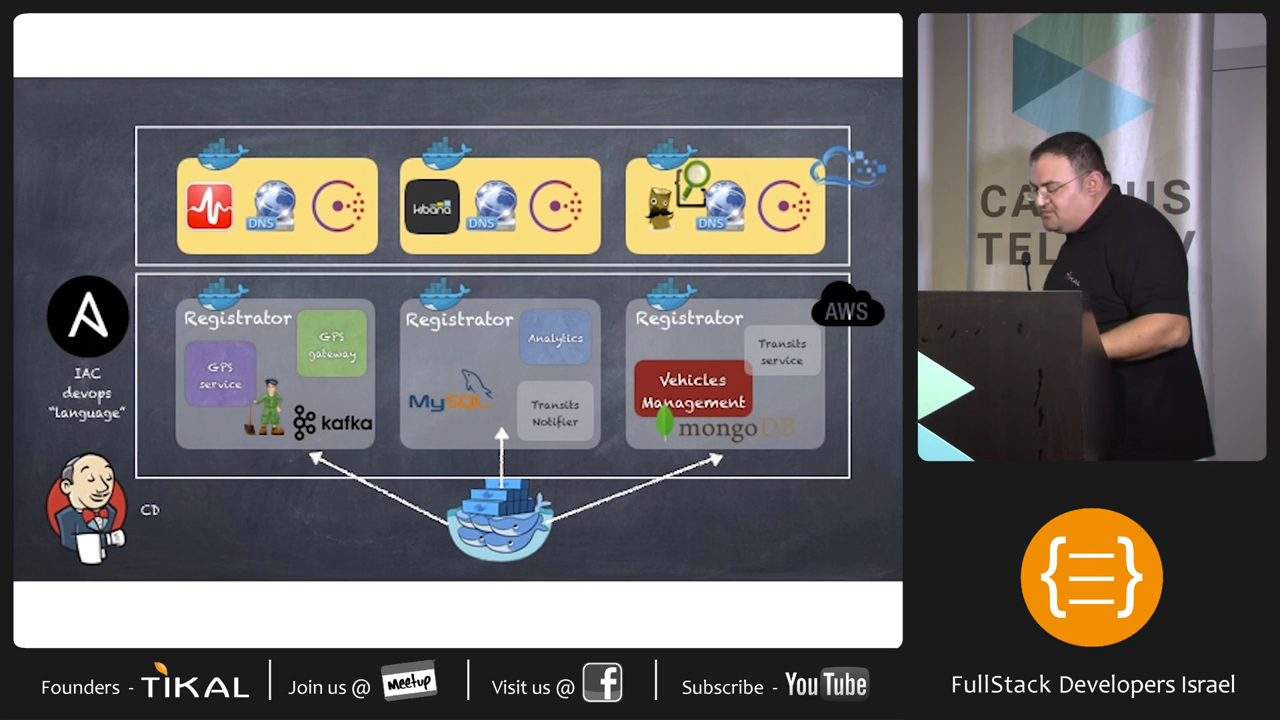 DNS
kibana
DNS
DNS
Registrator
GPS
gateway
GPS
service
kafka
Registrator
Analytics
MySQL
Transits
Notifier
Registrator
Transits
service
Vehicles
Management
mongoDB
AWS
IAC
devops
"language"
CD
CAMPUS
TEL
Founders - TIKAL
Join us @ meetup
Visit us @ f
Subscribe - YouTube
{ }
FullStack Developers Israel